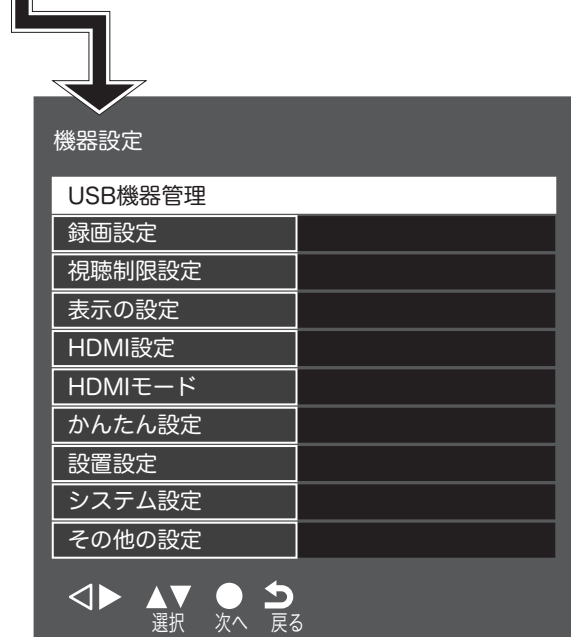 機器設定
USB機器管理
録画設定
視聴制限設定
表示の設定
HDMI設定
HDMIモード
かんたん設定
設置設定
システム設定
その他の設定
選択 次へ 戻る